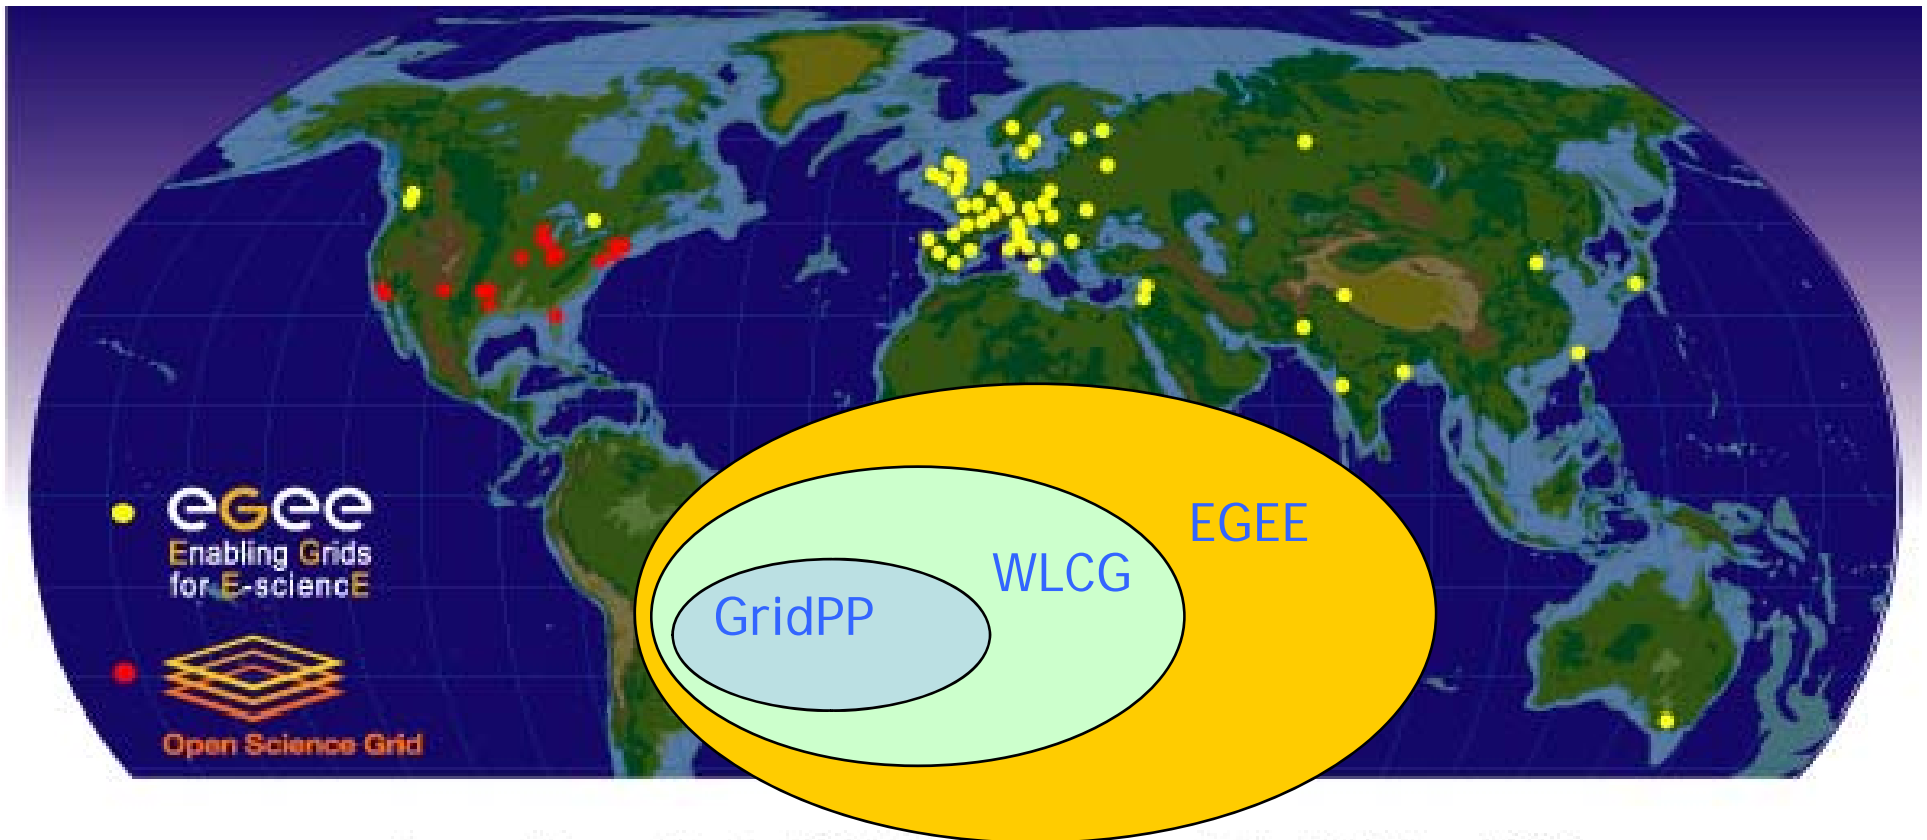 EGEE
WLCG
GridPP
eGee
Enabling Grids
for E-sciencE
Open Science Grid